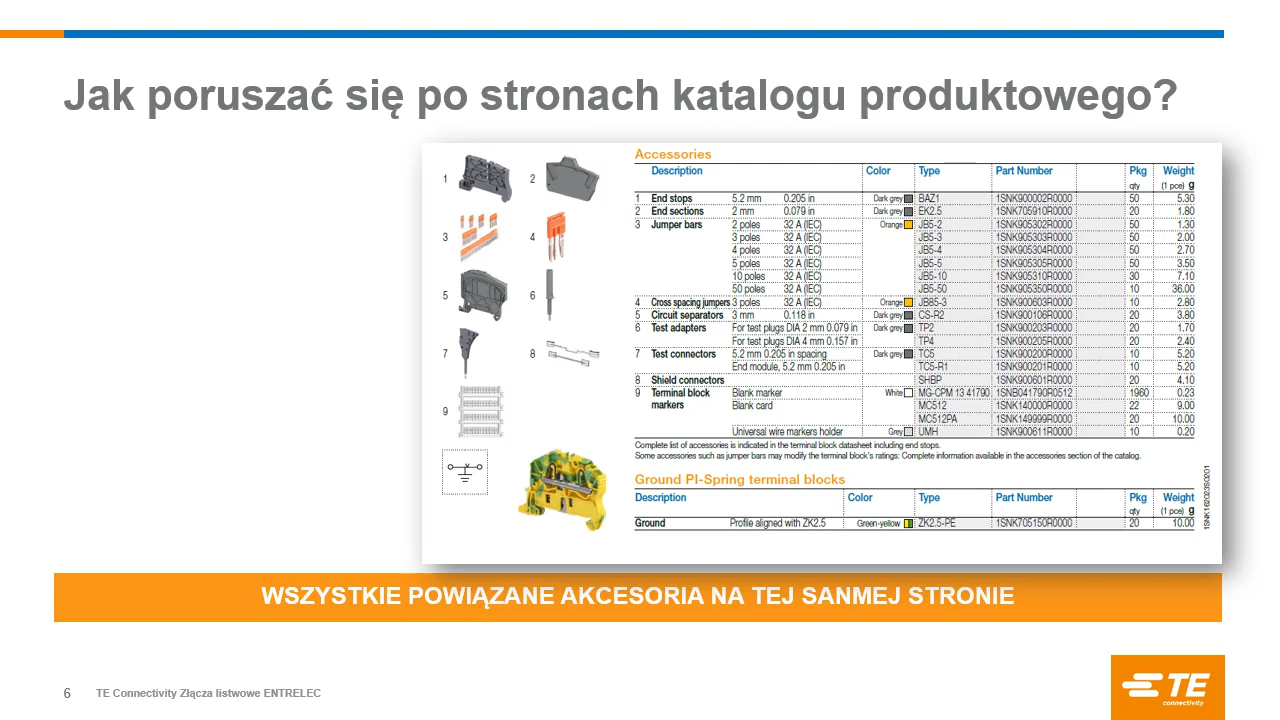 Jak poruszać się po stronach katalogu produktowego?
1 2
3 4
5 6
7 8
9
Accessories
Description Color Type Part Number Pkg Weight
qty (1 pce) g
1 End stops 5.2 mm 0.205 in Dark grey BAZ1 1SNK900002R0000 50 5.30
2 End sections 2 mm 0.079 in Dark grey EK2.5 1SNK705910R0000 20 1.80
3 Jumper bars 2 poles 32 A (IEC) Orange JB5-2 1SNK905302R0000 50 1.30
3 poles 32 A (IEC) JB5-3 1SNK905303R0000 50 2.00
4 poles 32 A (IEC) JB5-4 1SNK905304R0000 50 2.70
5 poles 32 A (IEC) JB5-5 1SNK905305R0000 50 3.50
10 poles 32 A (IEC) JB5-10 1SNK905310R0000 30 7.10
50 poles 32 A (IEC) JB5-50 1SNK905350R0000 10 36.00
4 Cross spacing jumpers 3 poles 32 A (IEC) Orange JB85-3 1SNK900603R0000 10 2.80
5 Circuit separators 3 mm 0.118 in Dark grey CS-R2 1SNK900106R0000 20 3.80
6 Test adapters For test plugs DIA 2 mm 0.079 in Dark grey TP2 1SNK900203R0000 20 1.70
For test plugs DIA 4 mm 0.157 in TP4 1SNK900205R0000 20 2.40
7 Test connectors 5.2 mm 0.205 in spacing Dark grey TC5 1SNK900200R0000 10 5.20
End module, 5.2 mm 0.205 in TC5-R1 1SNK900201R0000 10 5.20
8 Shield connectors SHBP 1SNK900601R0000 20 4.10
9 Terminal block Blank marker White MG-CPM 13 41790 1SNB041790R0512 1960 0.23
markers Blank card MC512 1SNK140000R0000 22 9.00
MC512PA 1SNK149999R0000 20 10.00
Universal wire markers holder Grey UMH 1SNK900611R0000 10 0.20
Complete list of accessories is indicated in the terminal block datasheet including end stops.
Some accessories such as jumper bars may modify the terminal block's ratings: Complete information available in the accessories section of the catalog.
Ground PI-Spring terminal blocks
Description Color Type Part Number Pkg Weight
qty (1 pce) g
Ground Profile aligned with ZK2.5 Green-yellow ZK2.5-PE 1SNK705150R0000 20 10.00
1SNK162023S0201
WSZYSTKIE POWIĄZANE AKCESORIA NA TEJ SANMEJ STRONIE
6 TE Connectivity Złącza listwowe ENTRELEC
TE
connectivity